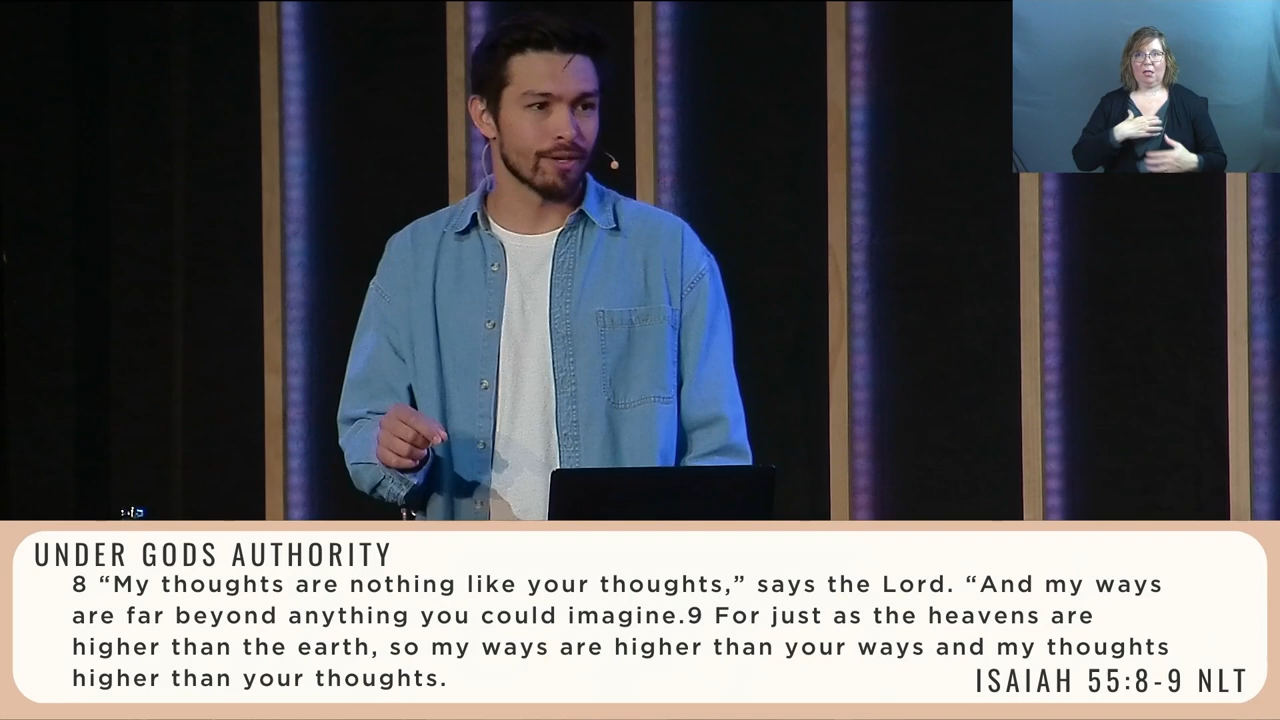 UNDER GODS AUTHORITY
8 “My thoughts are nothing like your thoughts,” says the Lord. “And my ways
are far beyond anything you could imagine.9 For just as the heavens are
higher than the earth, so my ways are higher than your ways and my thoughts
higher than your thoughts.
ISAIAH 55:8-9 NLT